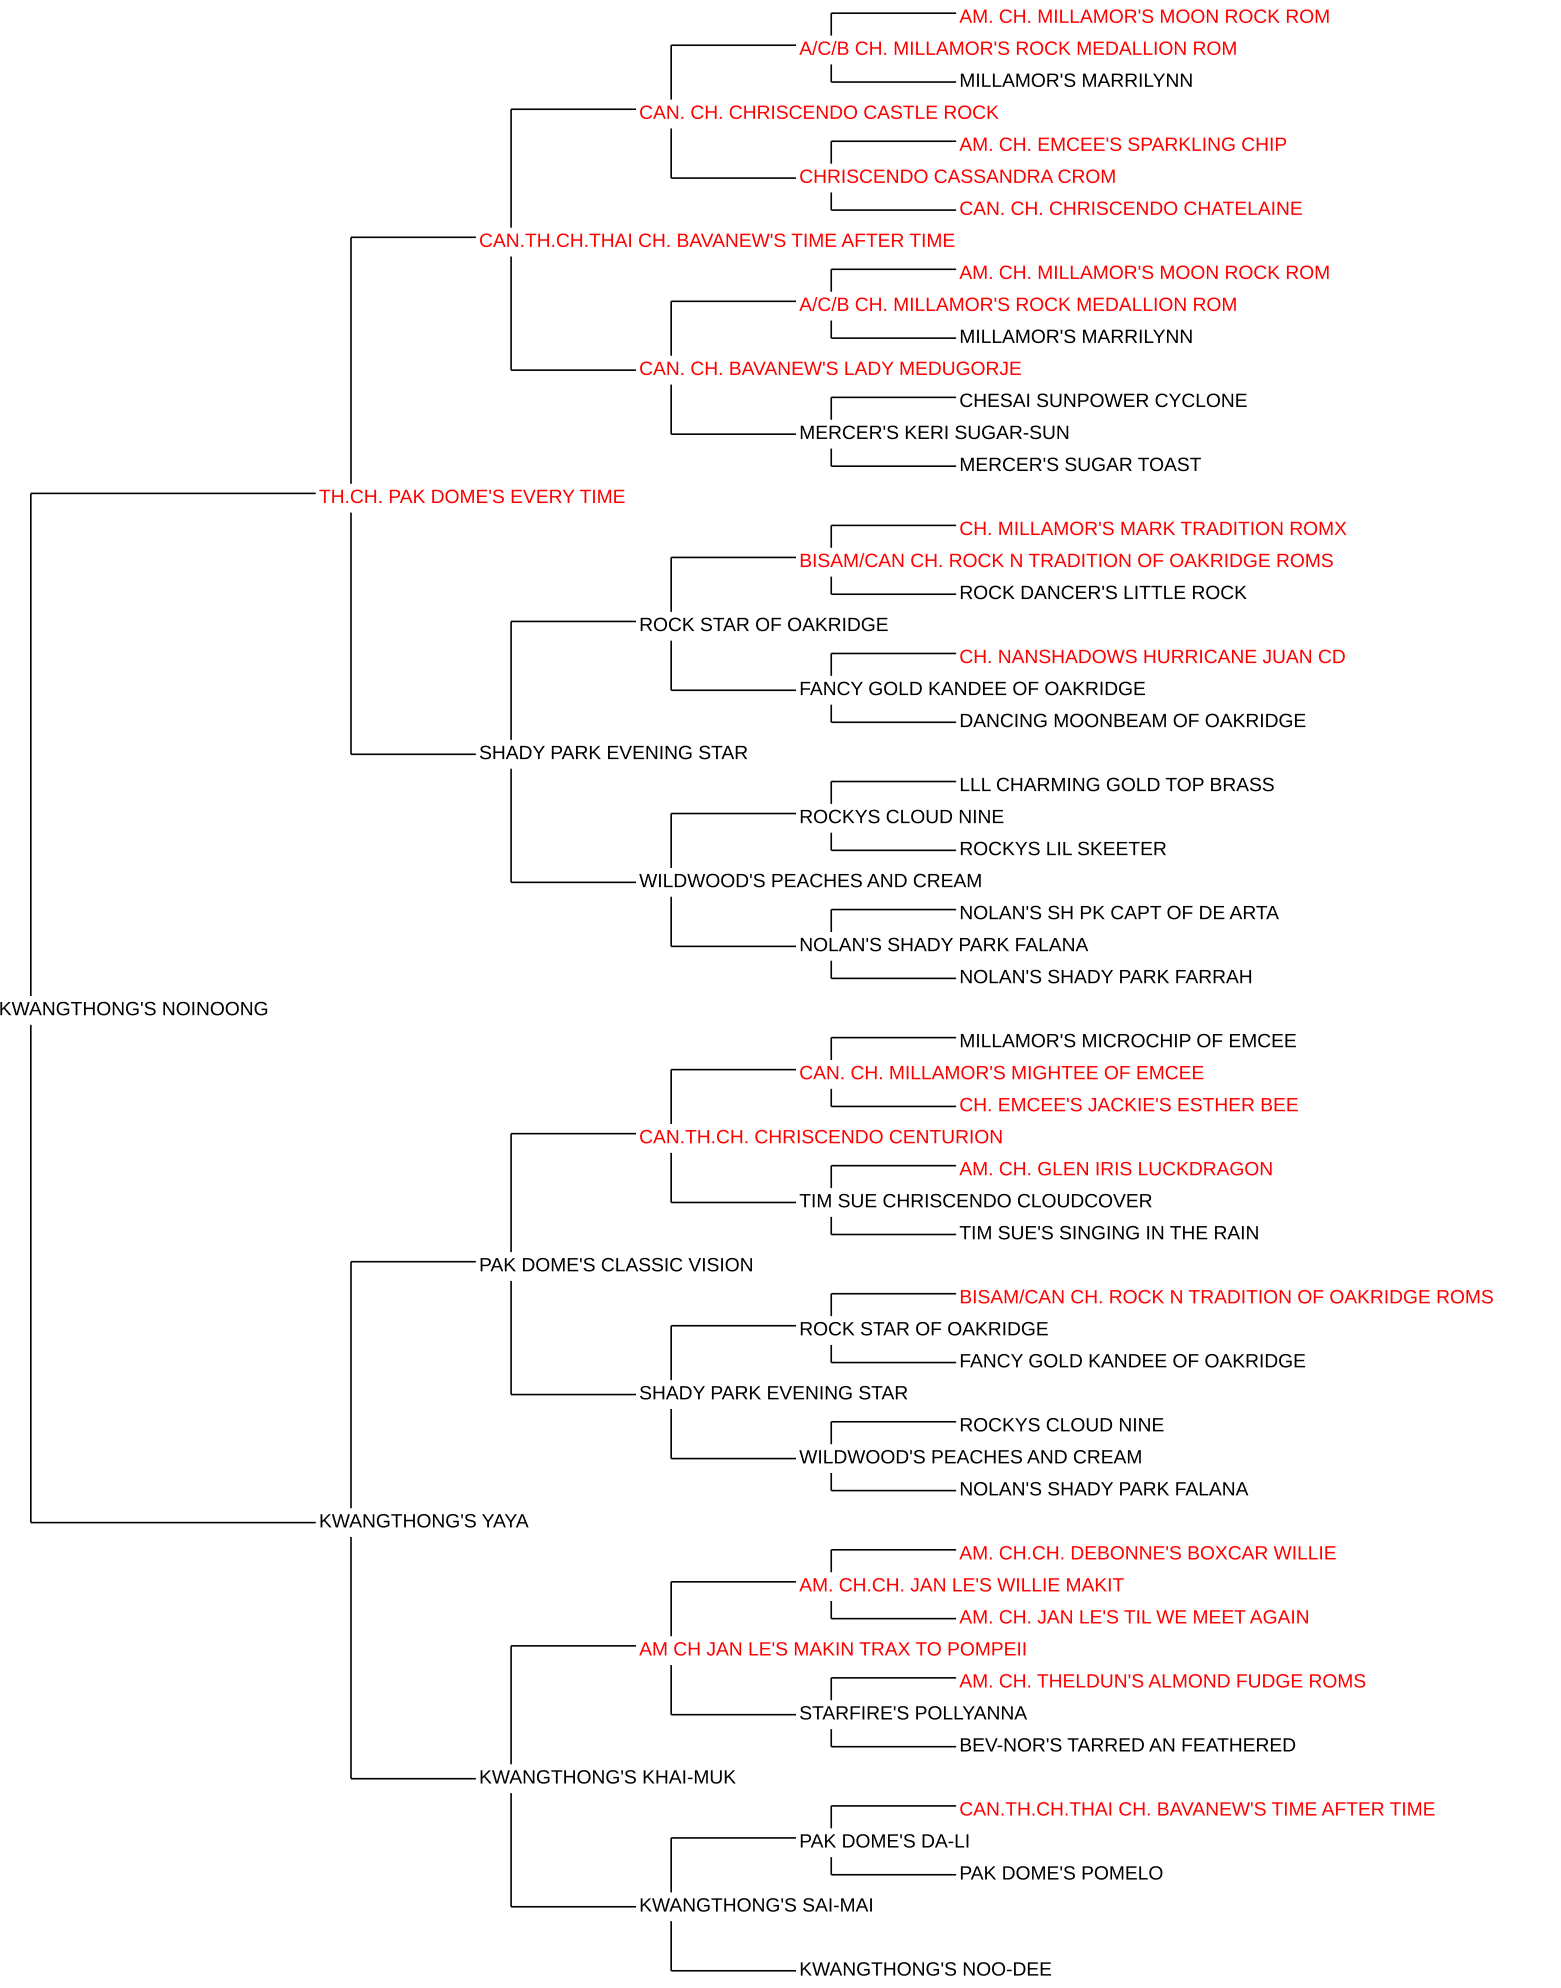 AM. CH. MILLAMOR'S MOON ROCK ROM
A/C/B CH. MILLAMOR'S ROCK MEDALLION ROM
MILLAMOR'S MARRILYNN
CAN. CH. CHRISCENDO CASTLE ROCK
AM. CH. EMCEE'S SPARKLING CHIP
CHRISCENDO CASSANDRA CROM
CAN. CH. CHRISCENDO CHATELAINE
CAN.TH.CH.THAI CH. BAVANEW'S TIME AFTER TIME
AM. CH. MILLAMOR'S MOON ROCK ROM
A/C/B CH. MILLAMOR'S ROCK MEDALLION ROM
MILLAMOR'S MARRILYNN
CAN. CH. BAVANEW'S LADY MEDUGORJE
CHESAI SUNPOWER CYCLONE
MERCER'S KERI SUGAR-SUN
MERCER'S SUGAR TOAST
TH.CH. PAK DOME'S EVERY TIME
CH. MILLAMOR'S MARK TRADITION ROMX
BISAM/CAN CH. ROCK N TRADITION OF OAKRIDGE ROMS
ROCK DANCER'S LITTLE ROCK
ROCK STAR OF OAKRIDGE
CH. NANSHADOWS HURRICANE JUAN CD
FANCY GOLD KANDEE OF OAKRIDGE
DANCING MOONBEAM OF OAKRIDGE
SHADY PARK EVENING STAR
LLL CHARMING GOLD TOP BRASS
ROCKYS CLOUD NINE
ROCKYS LIL SKEETER
WILDWOOD'S PEACHES AND CREAM
NOLAN'S SH PK CAPT OF DE ARTA
NOLAN'S SHADY PARK FALANA
NOLAN'S SHADY PARK FARRAH
KWANGTHONG'S NOINOONG
MILLAMOR'S MICROCHIP OF EMCEE
CAN. CH. MILLAMOR'S MIGHTEE OF EMCEE
CH. EMCEE'S JACKIE'S ESTHER BEE
CAN.TH.CH. CHRISCENDO CENTURION
AM. CH. GLEN IRIS LUCKDRAGON
TIM SUE CHRISCENDO CLOUDCOVER
TIM SUE'S SINGING IN THE RAIN
PAK DOME'S CLASSIC VISION
BISAM/CAN CH. ROCK N TRADITION OF OAKRIDGE ROMS
ROCK STAR OF OAKRIDGE
FANCY GOLD KANDEE OF OAKRIDGE
SHADY PARK EVENING STAR
ROCKYS CLOUD NINE
WILDWOOD'S PEACHES AND CREAM
NOLAN'S SHADY PARK FALANA
KWANGTHONG'S YAYA
AM. CH.CH. DEBONNE'S BOXCAR WILLIE
AM. CH.CH. JAN LE'S WILLIE MAKIT
AM. CH. JAN LE'S TIL WE MEET AGAIN
AM CH JAN LE'S MAKIN TRAX TO POMPEII
AM. CH. THELDUN'S ALMOND FUDGE ROMS
STARFIRE'S POLLYANNA
BEV-NOR'S TARRED AN FEATHERED
KWANGTHONG'S KHAI-MUK
CAN.TH.CH.THAI CH. BAVANEW'S TIME AFTER TIME
PAK DOME'S DA-LI
PAK DOME'S POMELO
KWANGTHONG'S SAI-MAI
KWANGTHONG'S NOO-DEE